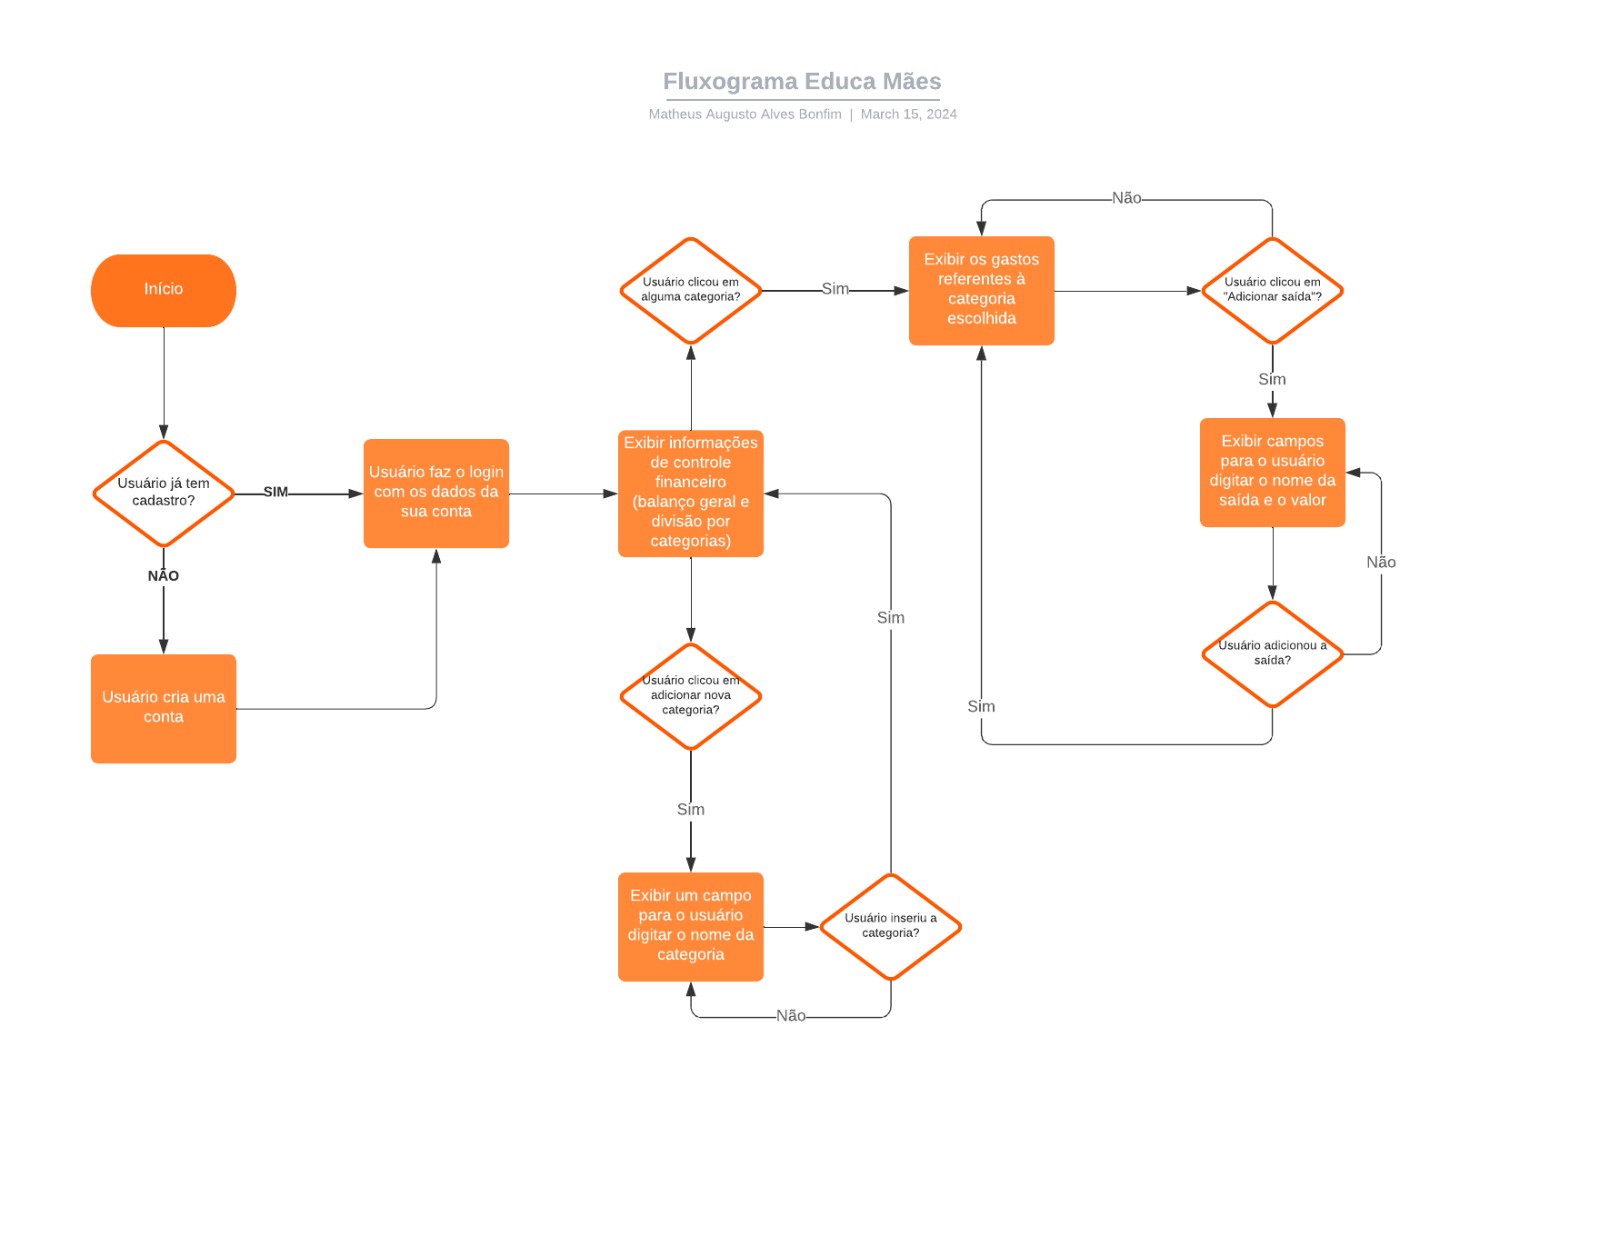 Fluxograma Educa Mães
Matheus Augusto Alves Bonfim | March 15, 2024
Início
Usuário já tem
cadastro?
SIM
NÃO
Usuário cria uma
conta
Usuário faz o login
com os dados da
sua conta
Exibir informações
de controle
financeiro
(balanço geral e
divisão por
categorias)
Usuário clicou em
alguma categoria?
Sim
Usuário clicou em
adicionar nova
categoria?
Sim
Exibir um campo
para o usuário
digitar o nome da
categoria
Usuário inseriu a
categoria?
Sim
Não
Exibir os gastos
referentes à
categoria
escolhida
Não
Usuário clicou em
"Adicionar saída"?
Sim
Exibir campos
para o usuário
digitar o nome da
saída e o valor
Não
Usuário adicionou a
saída?
Sim